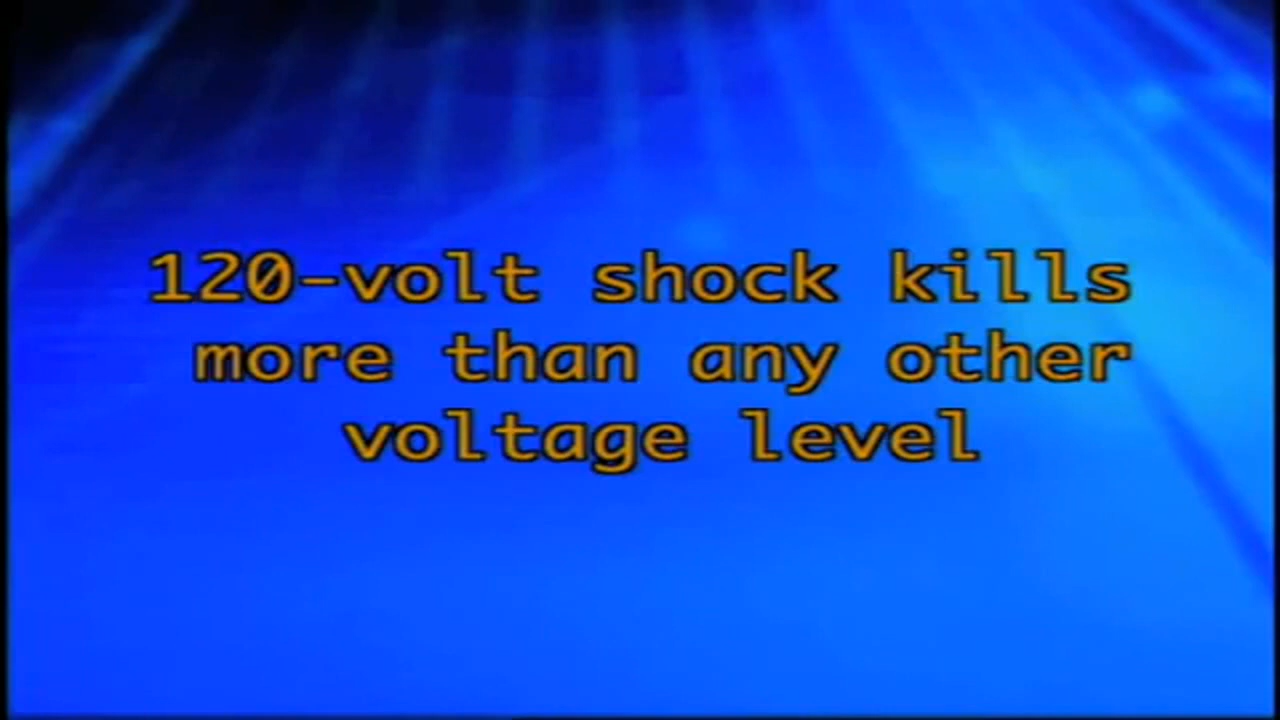 120-volt shock kills
more than any other
voltage level